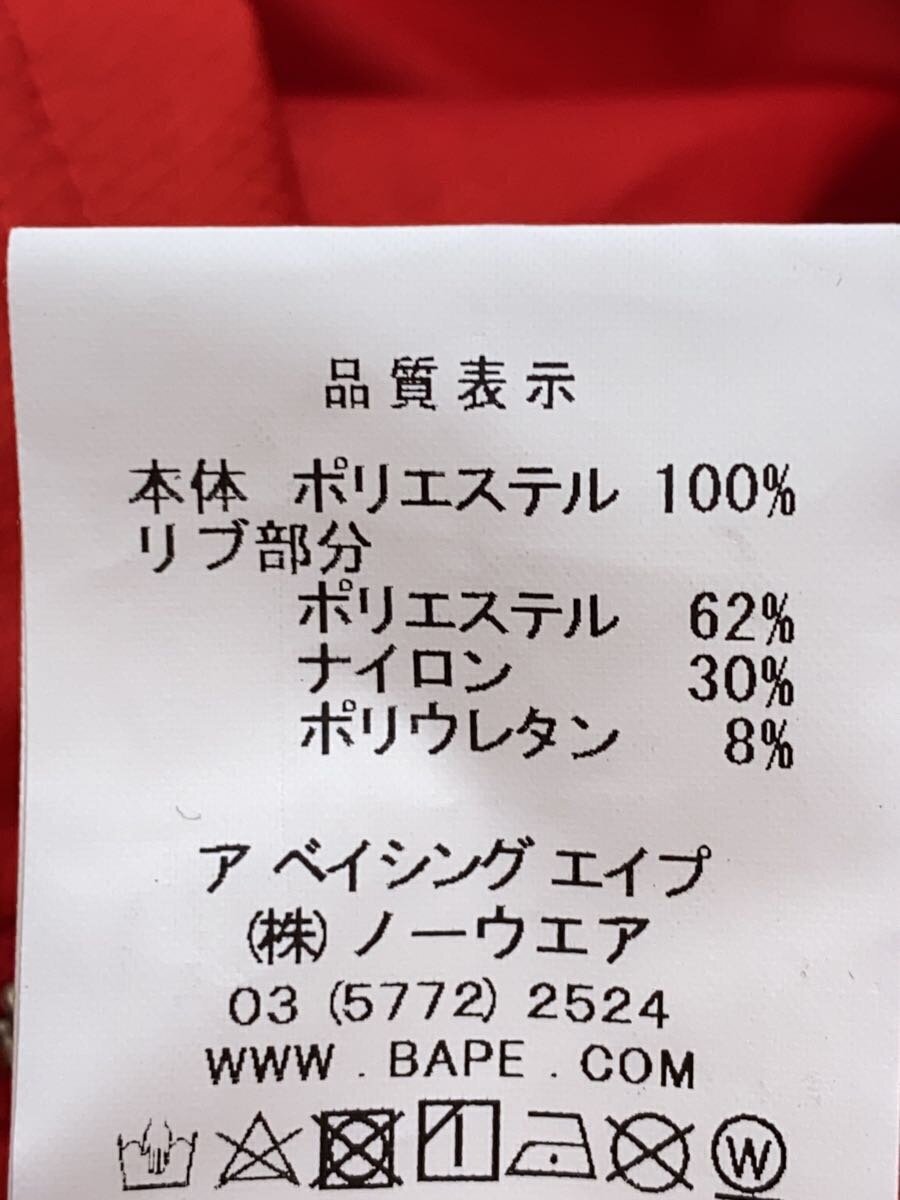 品質表示
本体 ポリエステル 100%
リブ部分
ポリエステル 62%
ナイロン 30%
ポリウレタン 8%
ア ベイシング エイプ
(株) ノーウエア
03 (5772) 2524
WWW . BAPE . COM
W